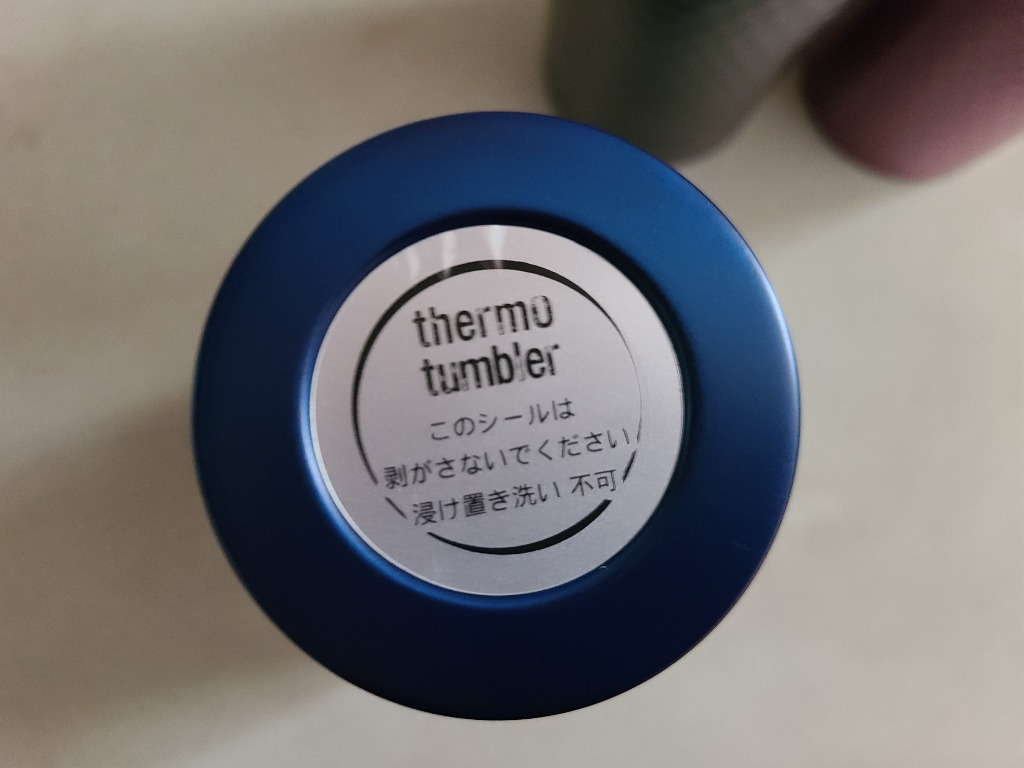 thermo
tumbler
このシールは
剥がさないでください
浸け置き洗い 不可